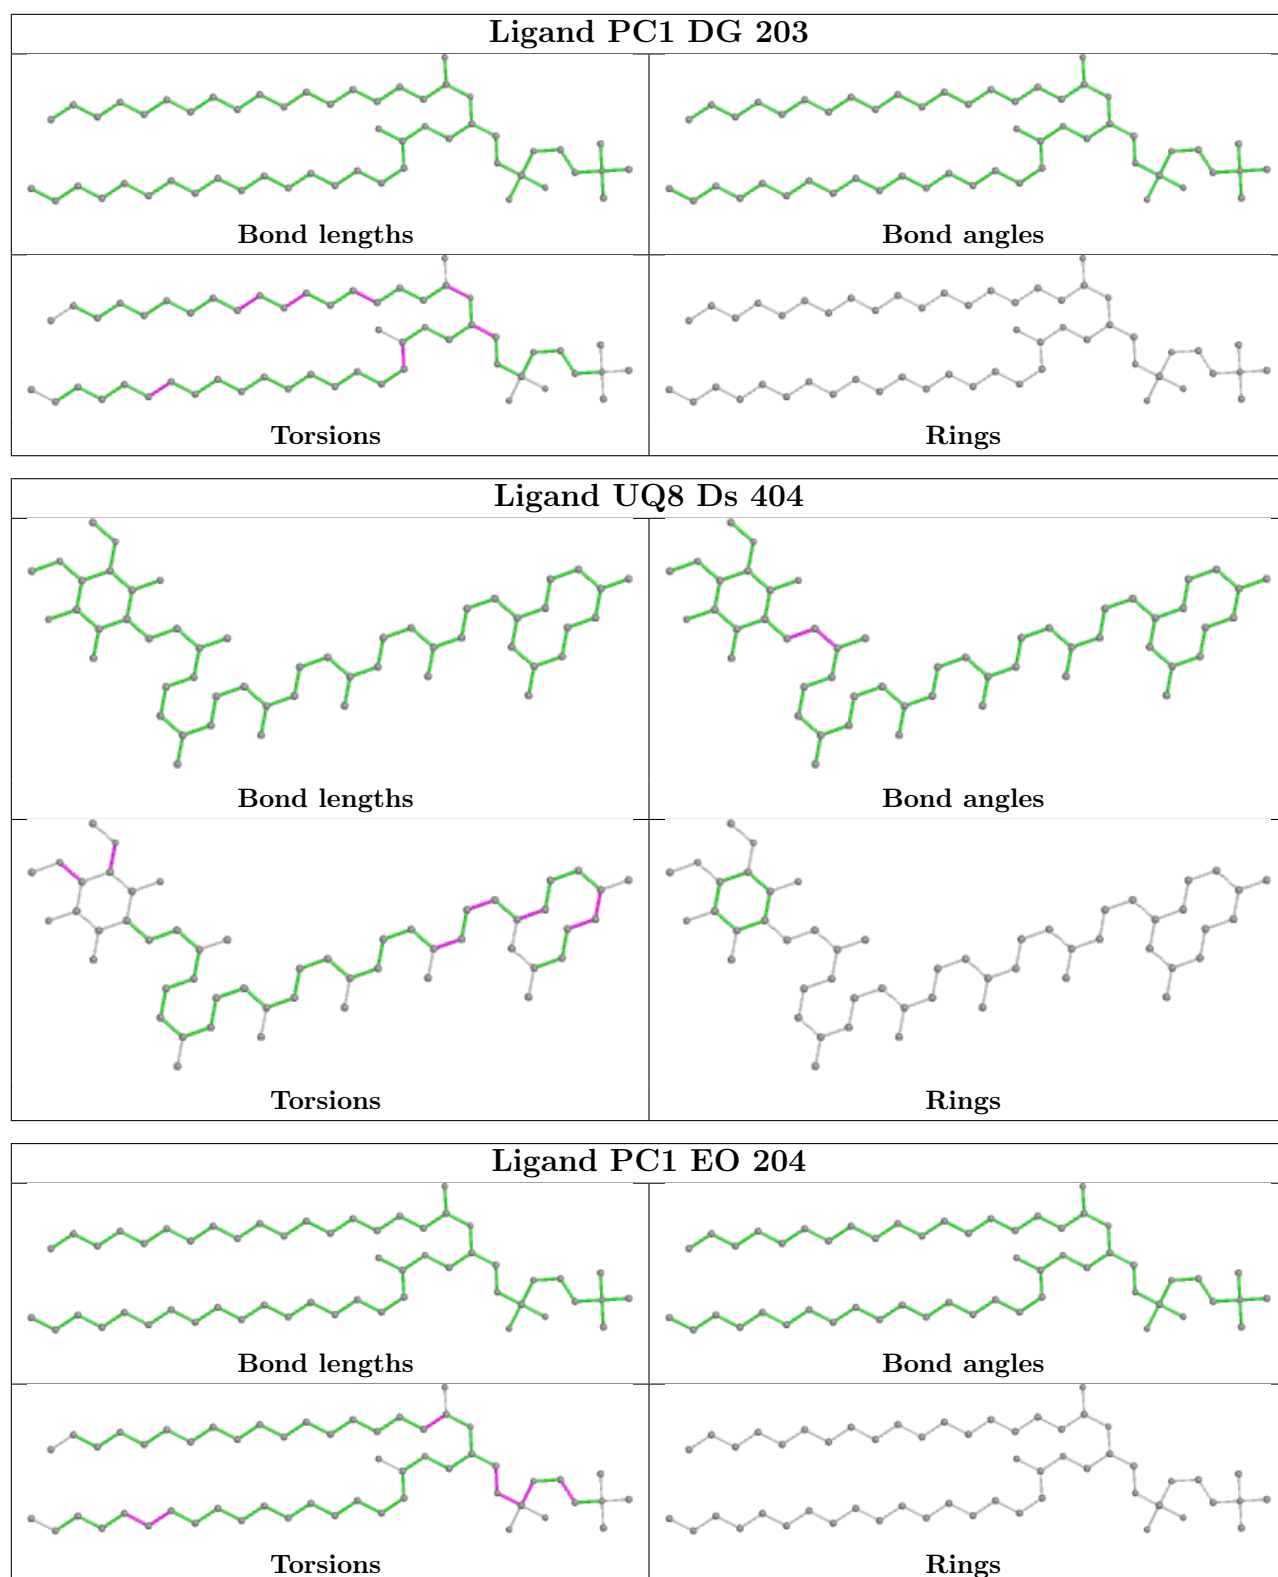 Ligand PC1 DG 203
Bond lengths
Bond angles
Torsions
Rings
Ligand UQ8 Ds 404
Bond lengths
Bond angles
Torsions
Rings
Ligand PC1 EO 204
Bond lengths
Bond angles
Torsions
Rings